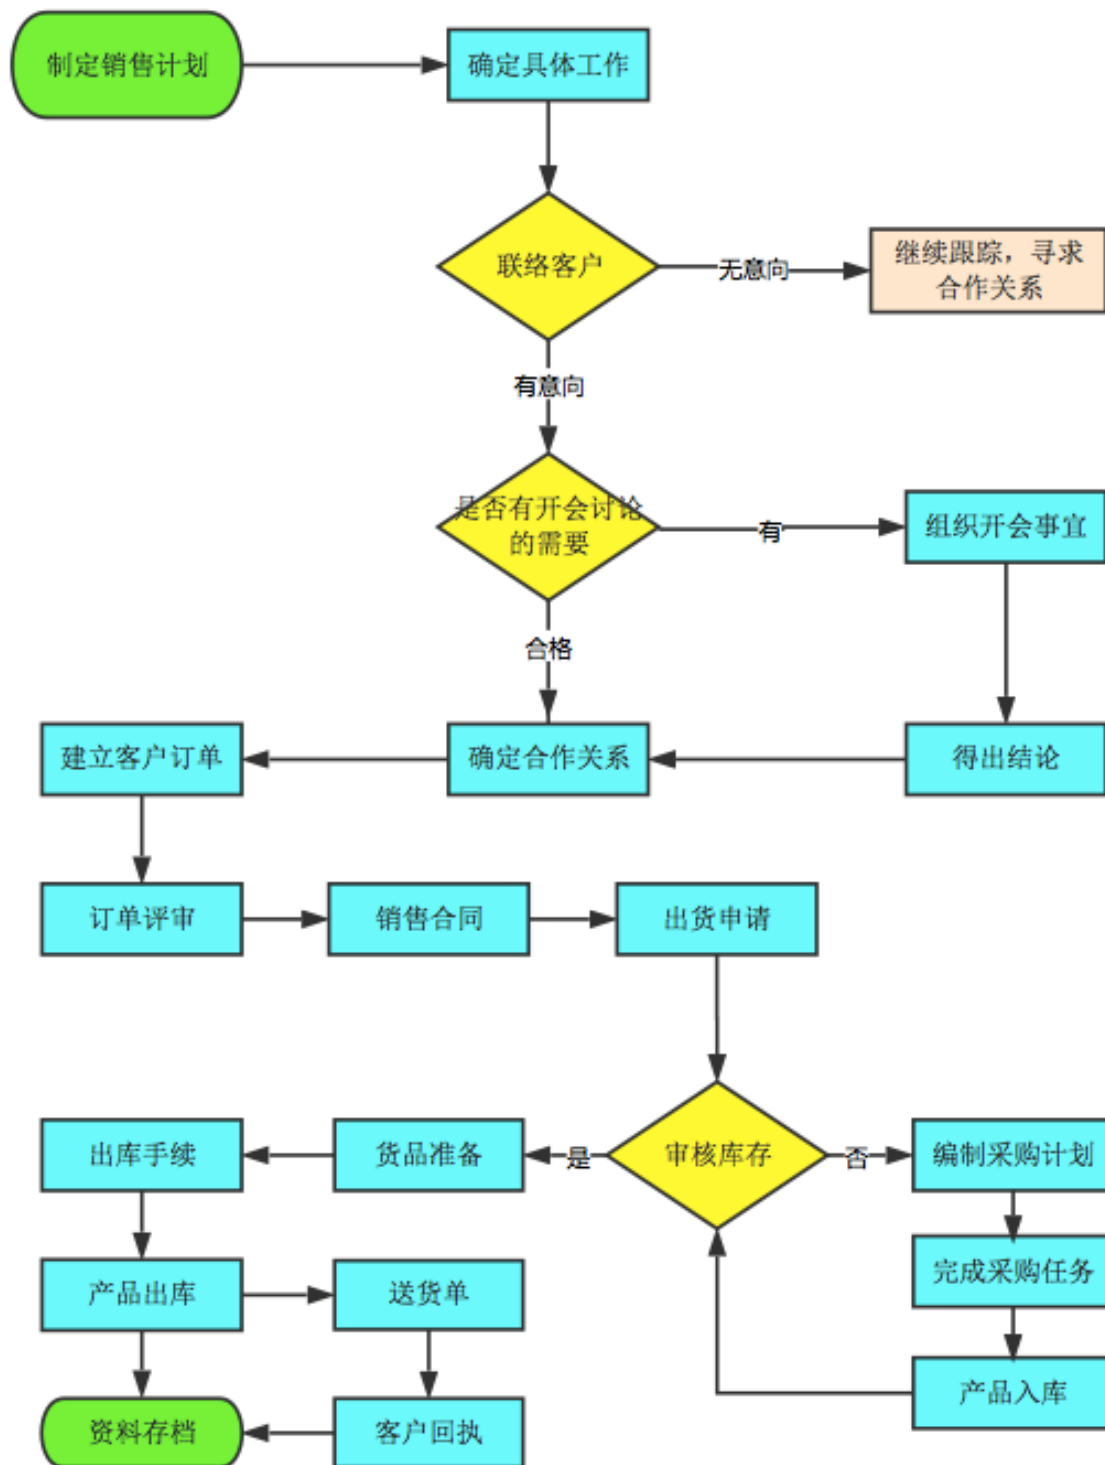 制定销售计划
确定具体工作
联络客户
无意向
继续跟踪，寻求
合作关系
有意向
是否有开会讨论
的需要
有
组织开会事宜
合格
建立客户订单
确定合作关系
得出结论
订单评审
销售合同
出货申请
出库手续
货品准备
是
审核库存
否
编制采购计划
完成采购任务
产品出库
送货单
产品入库
资料存档
客户回执